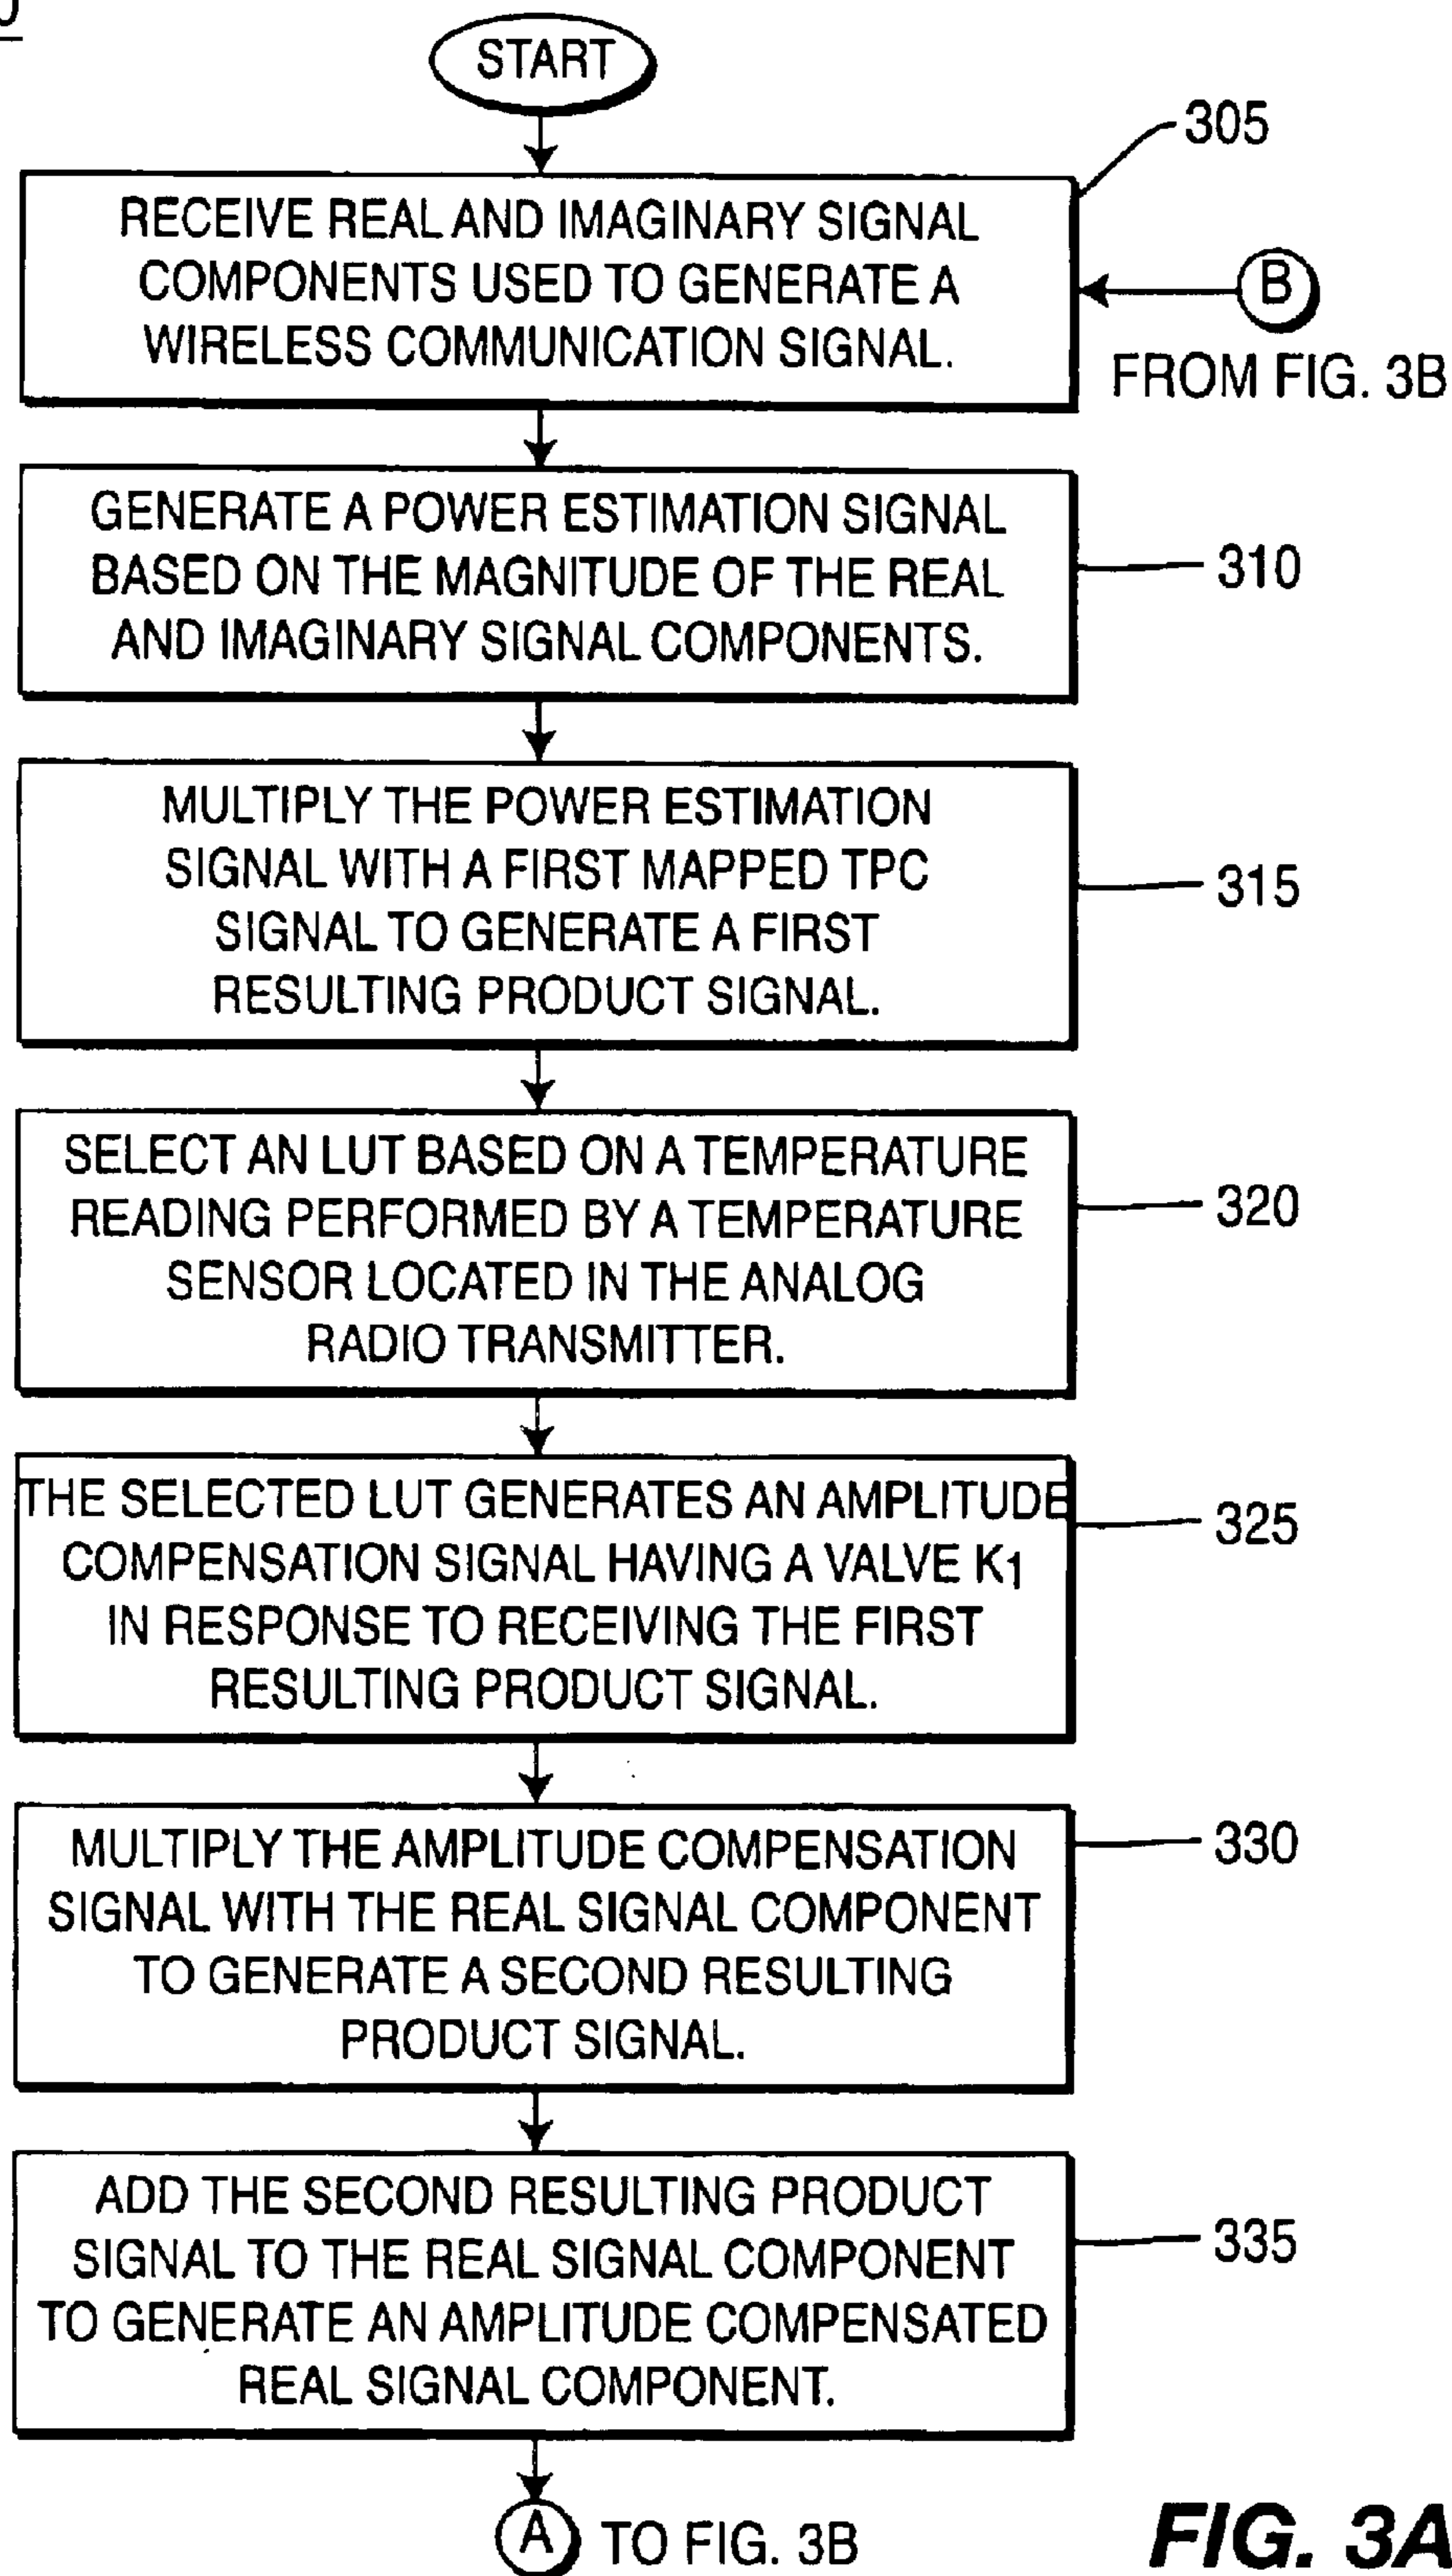 START
305
RECEIVE REAL AND IMAGINARY SIGNAL
COMPONENTS USED TO GENERATE A
WIRELESS COMMUNICATION SIGNAL.
B
FROM FIG. 3B
GENERATE A POWER ESTIMATION SIGNAL
BASED ON THE MAGNITUDE OF THE REAL
AND IMAGINARY SIGNAL COMPONENTS.
310
MULTIPLY THE POWER ESTIMATION
SIGNAL WITH A FIRST MAPPED TPC
SIGNAL TO GENERATE A FIRST
RESULTING PRODUCT SIGNAL.
315
SELECT AN LUT BASED ON A TEMPERATURE
READING PERFORMED BY A TEMPERATURE
SENSOR LOCATED IN THE ANALOG
RADIO TRANSMITTER.
320
THE SELECTED LUT GENERATES AN AMPLITUDE
COMPENSATION SIGNAL HAVING A VALVE K1
IN RESPONSE TO RECEIVING THE FIRST
RESULTING PRODUCT SIGNAL.
325
MULTIPLY THE AMPLITUDE COMPENSATION
SIGNAL WITH THE REAL SIGNAL COMPONENT
TO GENERATE A SECOND RESULTING
PRODUCT SIGNAL.
330
ADD THE SECOND RESULTING PRODUCT
SIGNAL TO THE REAL SIGNAL COMPONENT
TO GENERATE AN AMPLITUDE COMPENSATED
REAL SIGNAL COMPONENT.
335
A TO FIG. 3B
FIG. 3A